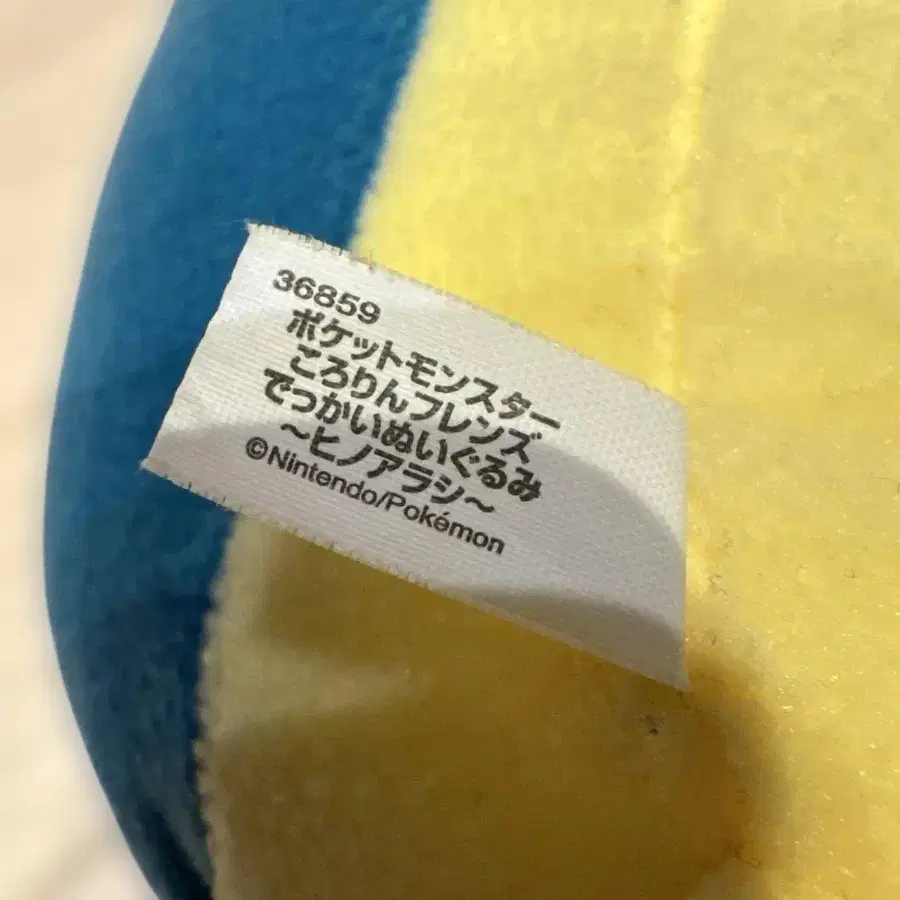 36859
ポケットモンスター
ころりんフレンズ
でっかいぬいぐるみ
~ヒノアラシ~
©Nintendo/Pokémon